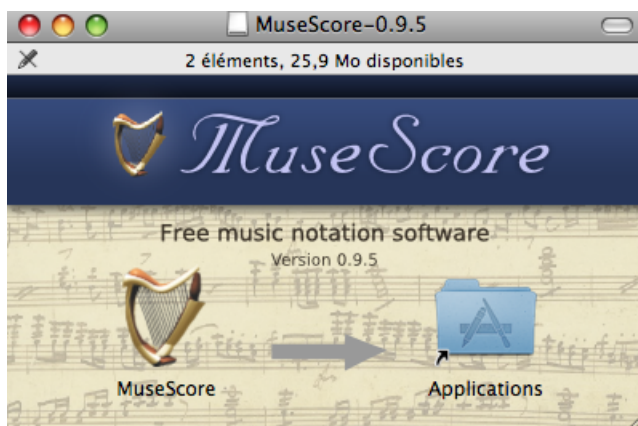 MuseScore-0.9.5
2 éléments, 25,9 Mo disponibles
MuseScore
Free music notation software
Version 0.9.5
MuseScore Applications